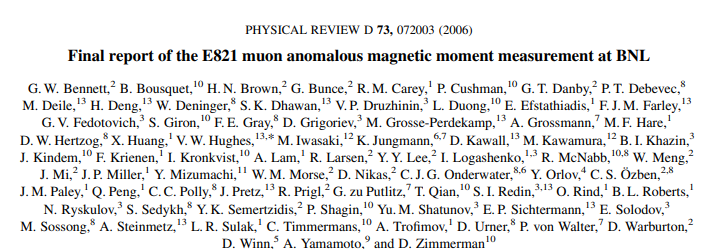 PHYSICAL REVIEW D 73, 072003 (2006)
Final report of the E821 muon anomalous magnetic moment measurement at BNL
G. W. Bennett,2 B. Bousquet,10 H. N. Brown,2 G. Bunce,2 R. M. Carey,1 P. Cushman,10 G. T. Danby,2 P. T. Debevec,8
M. Deile,13 H. Deng,13 W. Deninger,8 S. K. Dhawan,13 V. P. Druzhinin,3 L. Duong,10 E. Efstathiadis,1 F. J. M. Farley,13
G. V. Fedotovich,3 S. Giron,10 F. E. Gray,8 D. Grigoriev,3 M. Grosse-Perdekamp,13 A. Grossmann,7 M. F. Hare,1
D. W. Hertzog,8 X. Huang,1 V. W. Hughes,13,* M. Iwasaki,12 K. Jungmann,6,7 D. Kawall,13 M. Kawamura,12 B. I. Khazin,3
J. Kindem,10 F. Krienen,1 I. Kronkvist,10 A. Lam,1 R. Larsen,2 Y. Y. Lee,2 I. Logashenko,1,3 R. McNabb,10,8 W. Meng,2
J. Mi,2 J. P. Miller,1 Y. Mizumachi,11 W. M. Morse,2 D. Nikas,2 C. J. G. Onderwater,8,6 Y. Orlov,4 C. S. Özben,2,8
J. M. Paley,1 Q. Peng,1 C. C. Polly,8 J. Pretz,13 R. Prigl,2 G. zu Putlitz,7 T. Qian,10 S. I. Redin,3,13 O. Rind,1 B. L. Roberts,1
N. Ryskulov,3 S. Sedykh,8 Y. K. Semertzidis,2 P. Shagin,10 Yu. M. Shatunov,3 E. P. Sichtermann,13 E. Solodov,3
M. Sossong,8 A. Steinmetz,13 L. R. Sulak,1 C. Timmermans,10 A. Trofimov,1 D. Urner,8 P. von Walter,7 D. Warburton,2
D. Winn,5 A. Yamamoto,9 and D. Zimmerman10